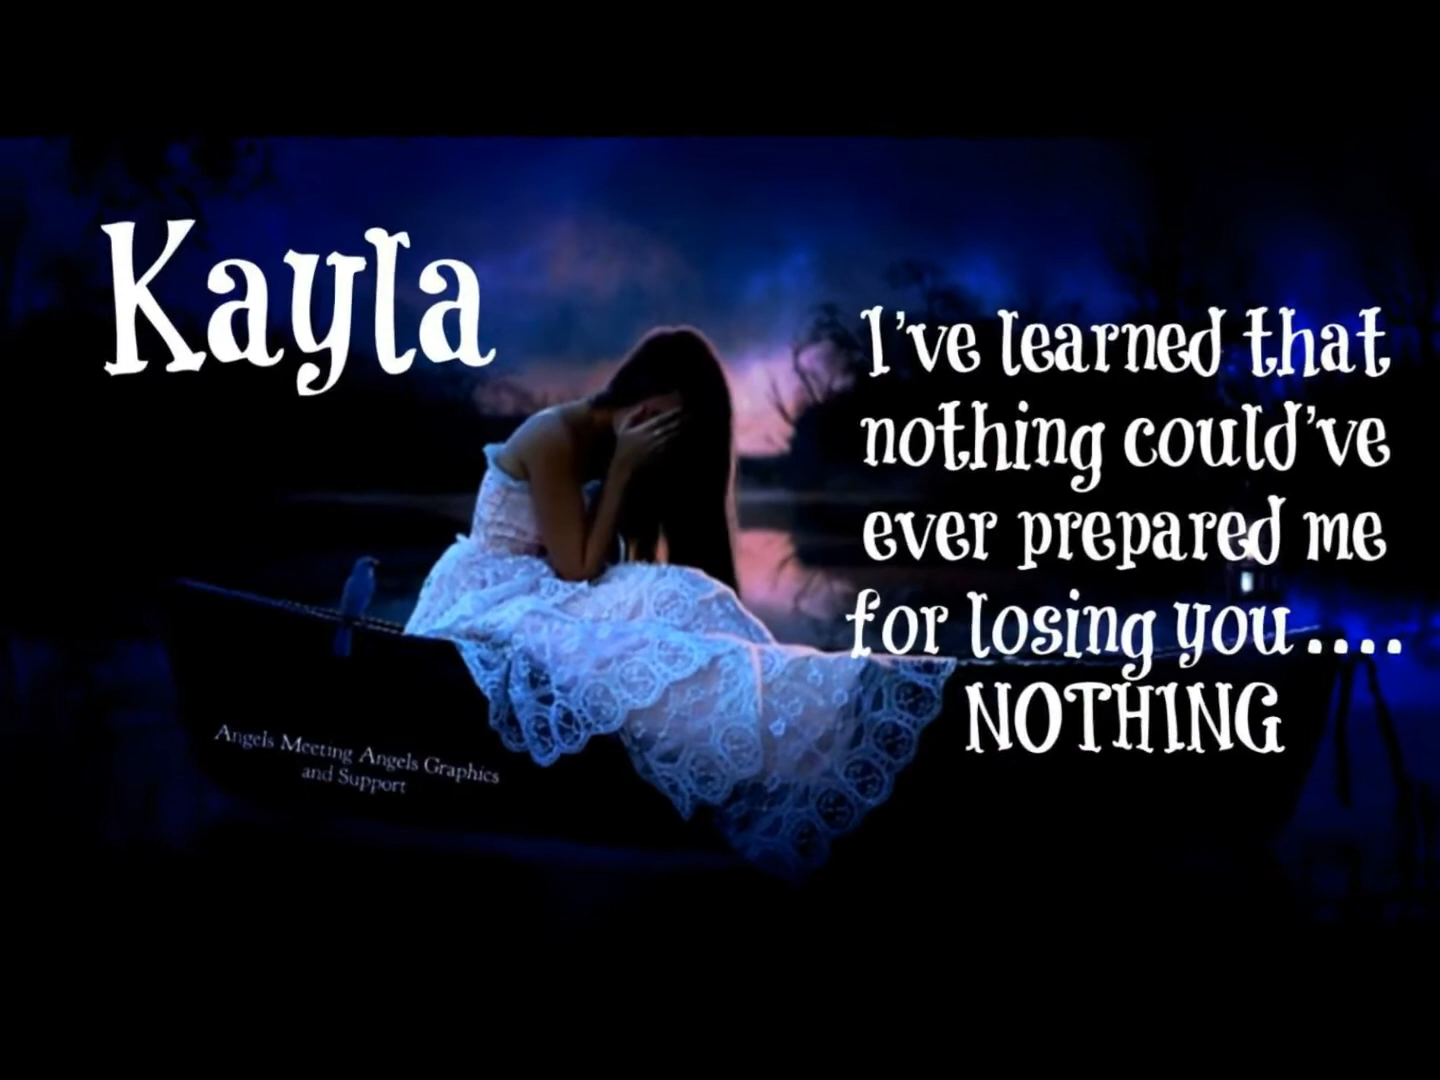 Kayla
I've learned that
nothing could've
ever prepared me
for losing you....
NOTHING
Angels Meeting Angels Graphics
and Support